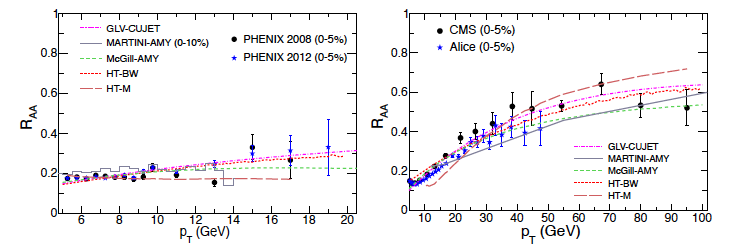 1
0.8
0.6
0.4
0.2
0
R_AA
GLV-CUJET
MARTINI-AMY (0-10%)
McGill-AMY
HT-BW
HT-M
PHENIX 2008 (0-5%)
PHENIX 2012 (0-5%)
6 8 10 12 14 16 18 20
p_T (GeV)
1
0.8
0.6
0.4
0.2
0
R_AA
CMS (0-5%)
Alice (0-5%)
GLV-CUJET
MARTINI-AMY
McGill-AMY
HT-BW
HT-M
10 20 30 40 50 60 70 80 90 100
p_T (GeV)